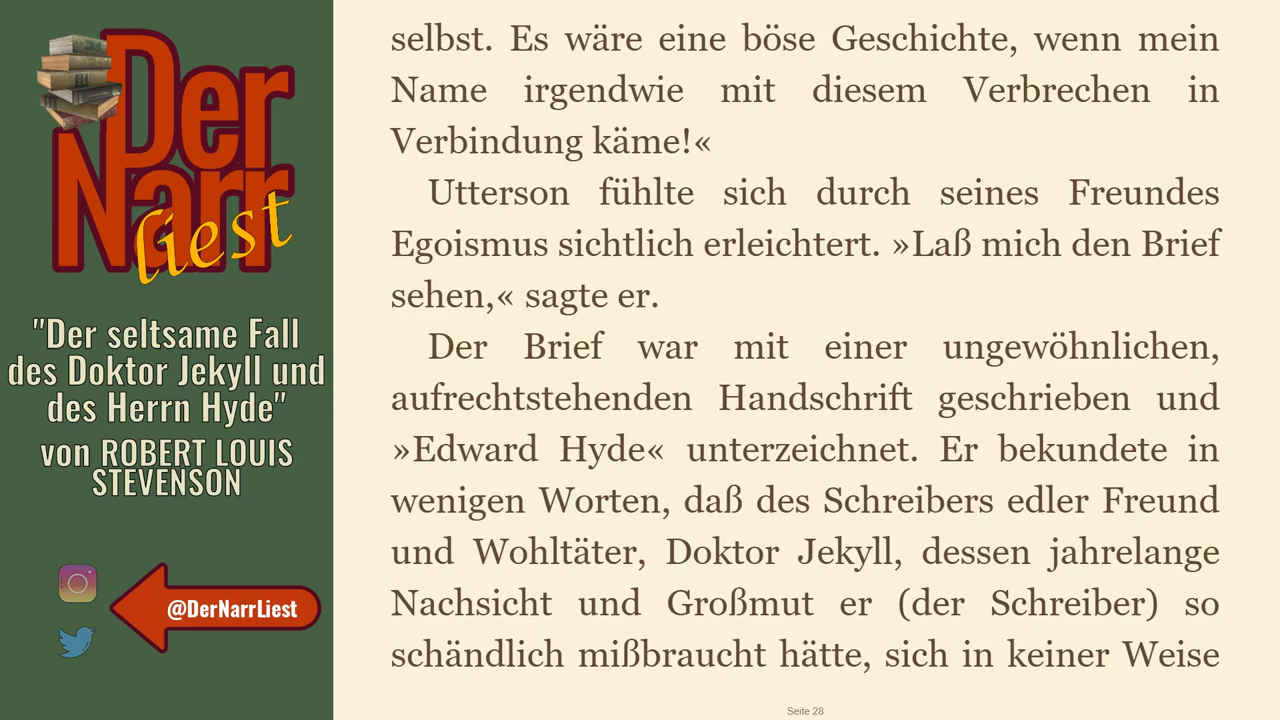 Der
Narr
liest
"Der seltsame Fall
des Doktor Jekyll und
des Herrn Hyde"
von ROBERT LOUIS
STEVENSON
@DerNarrLiest
selbst. Es wäre eine böse Geschichte, wenn mein
Name irgendwie mit diesem Verbrechen in
Verbindung käme!«
Utterson fühlte sich durch seines Freundes
Egoismus sichtlich erleichtert. »Laß mich den Brief
sehen,« sagte er.
Der Brief war mit einer ungewöhnlichen,
aufrechtstehenden Handschrift geschrieben und
»Edward Hyde« unterzeichnet. Er bekundete in
wenigen Worten, daß des Schreibers edler Freund
und Wohltäter, Doktor Jekyll, dessen jahrelange
Nachsicht und Großmut er (der Schreiber) so
schändlich mißbraucht hätte, sich in keiner Weise
Seite 28